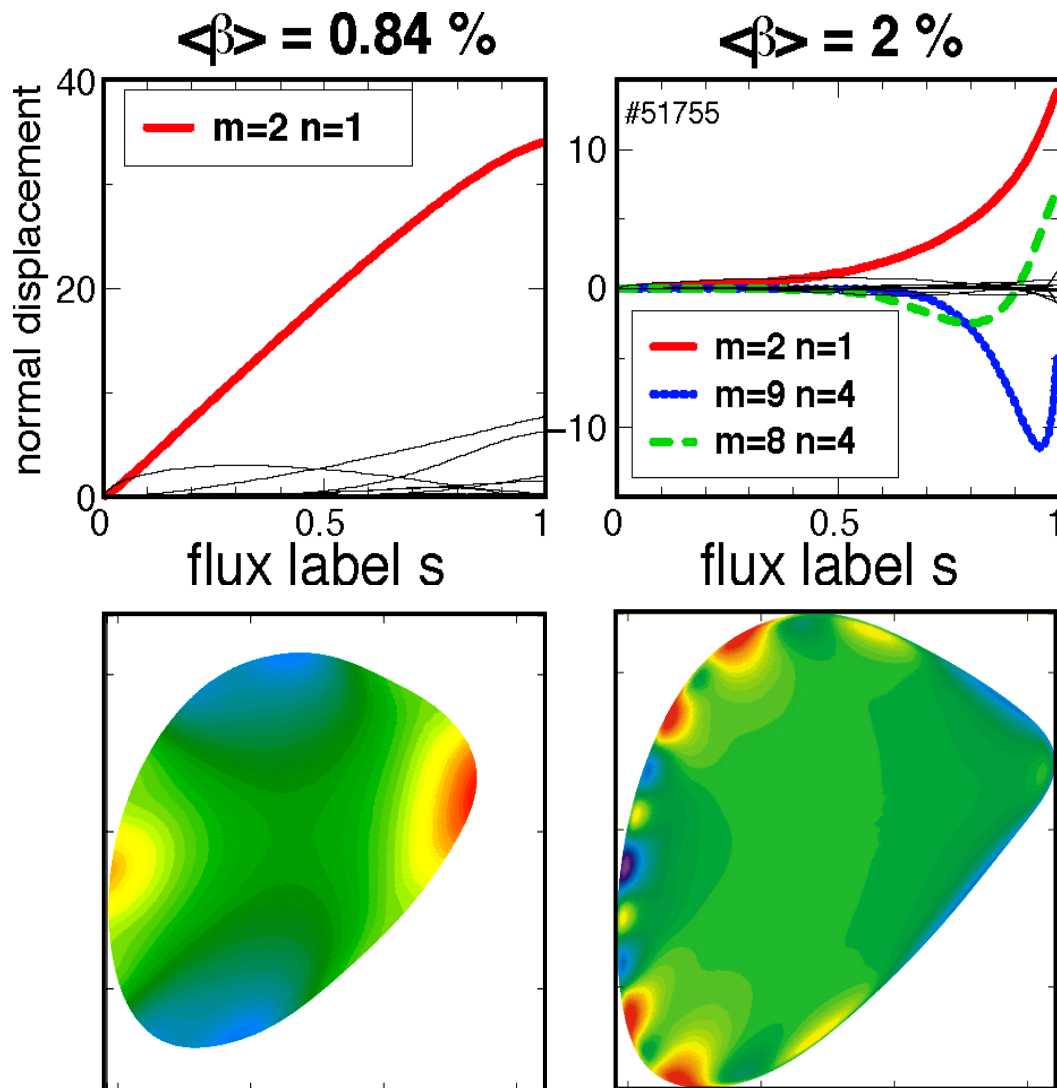 <β> = 0.84 %
<β> = 2 %
40
20
0
normal displacement
m=2 n=1
0
0.5
1
flux label s
#51755
10
0
-10
m=2 n=1
m=9 n=4
m=8 n=4
0
0.5
1
flux label s